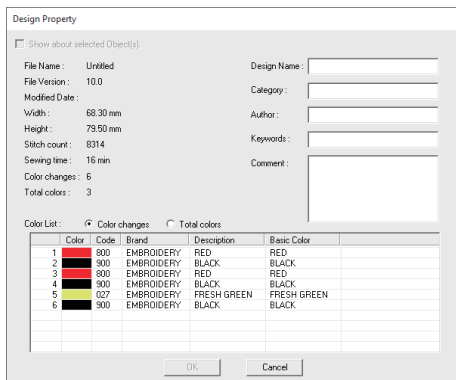 Design Property
Show about selected Object(s).
File Name : Untitled
File Version : 10.0
Modified Date :
Width : 68.30 mm
Height : 79.50 mm
Stitch count : 8314
Sewing time : 16 min
Color changes : 6
Total colors : 3
Design Name :
Category :
Author :
Keywords :
Comment :
Color List : Color changes Total colors
Color Code Brand Description Basic Color
1 800 EMBROIDERY RED RED
2 900 EMBROIDERY BLACK BLACK
3 800 EMBROIDERY RED RED
4 900 EMBROIDERY BLACK BLACK
5 027 EMBROIDERY FRESH GREEN FRESH GREEN
6 900 EMBROIDERY BLACK BLACK
OK Cancel